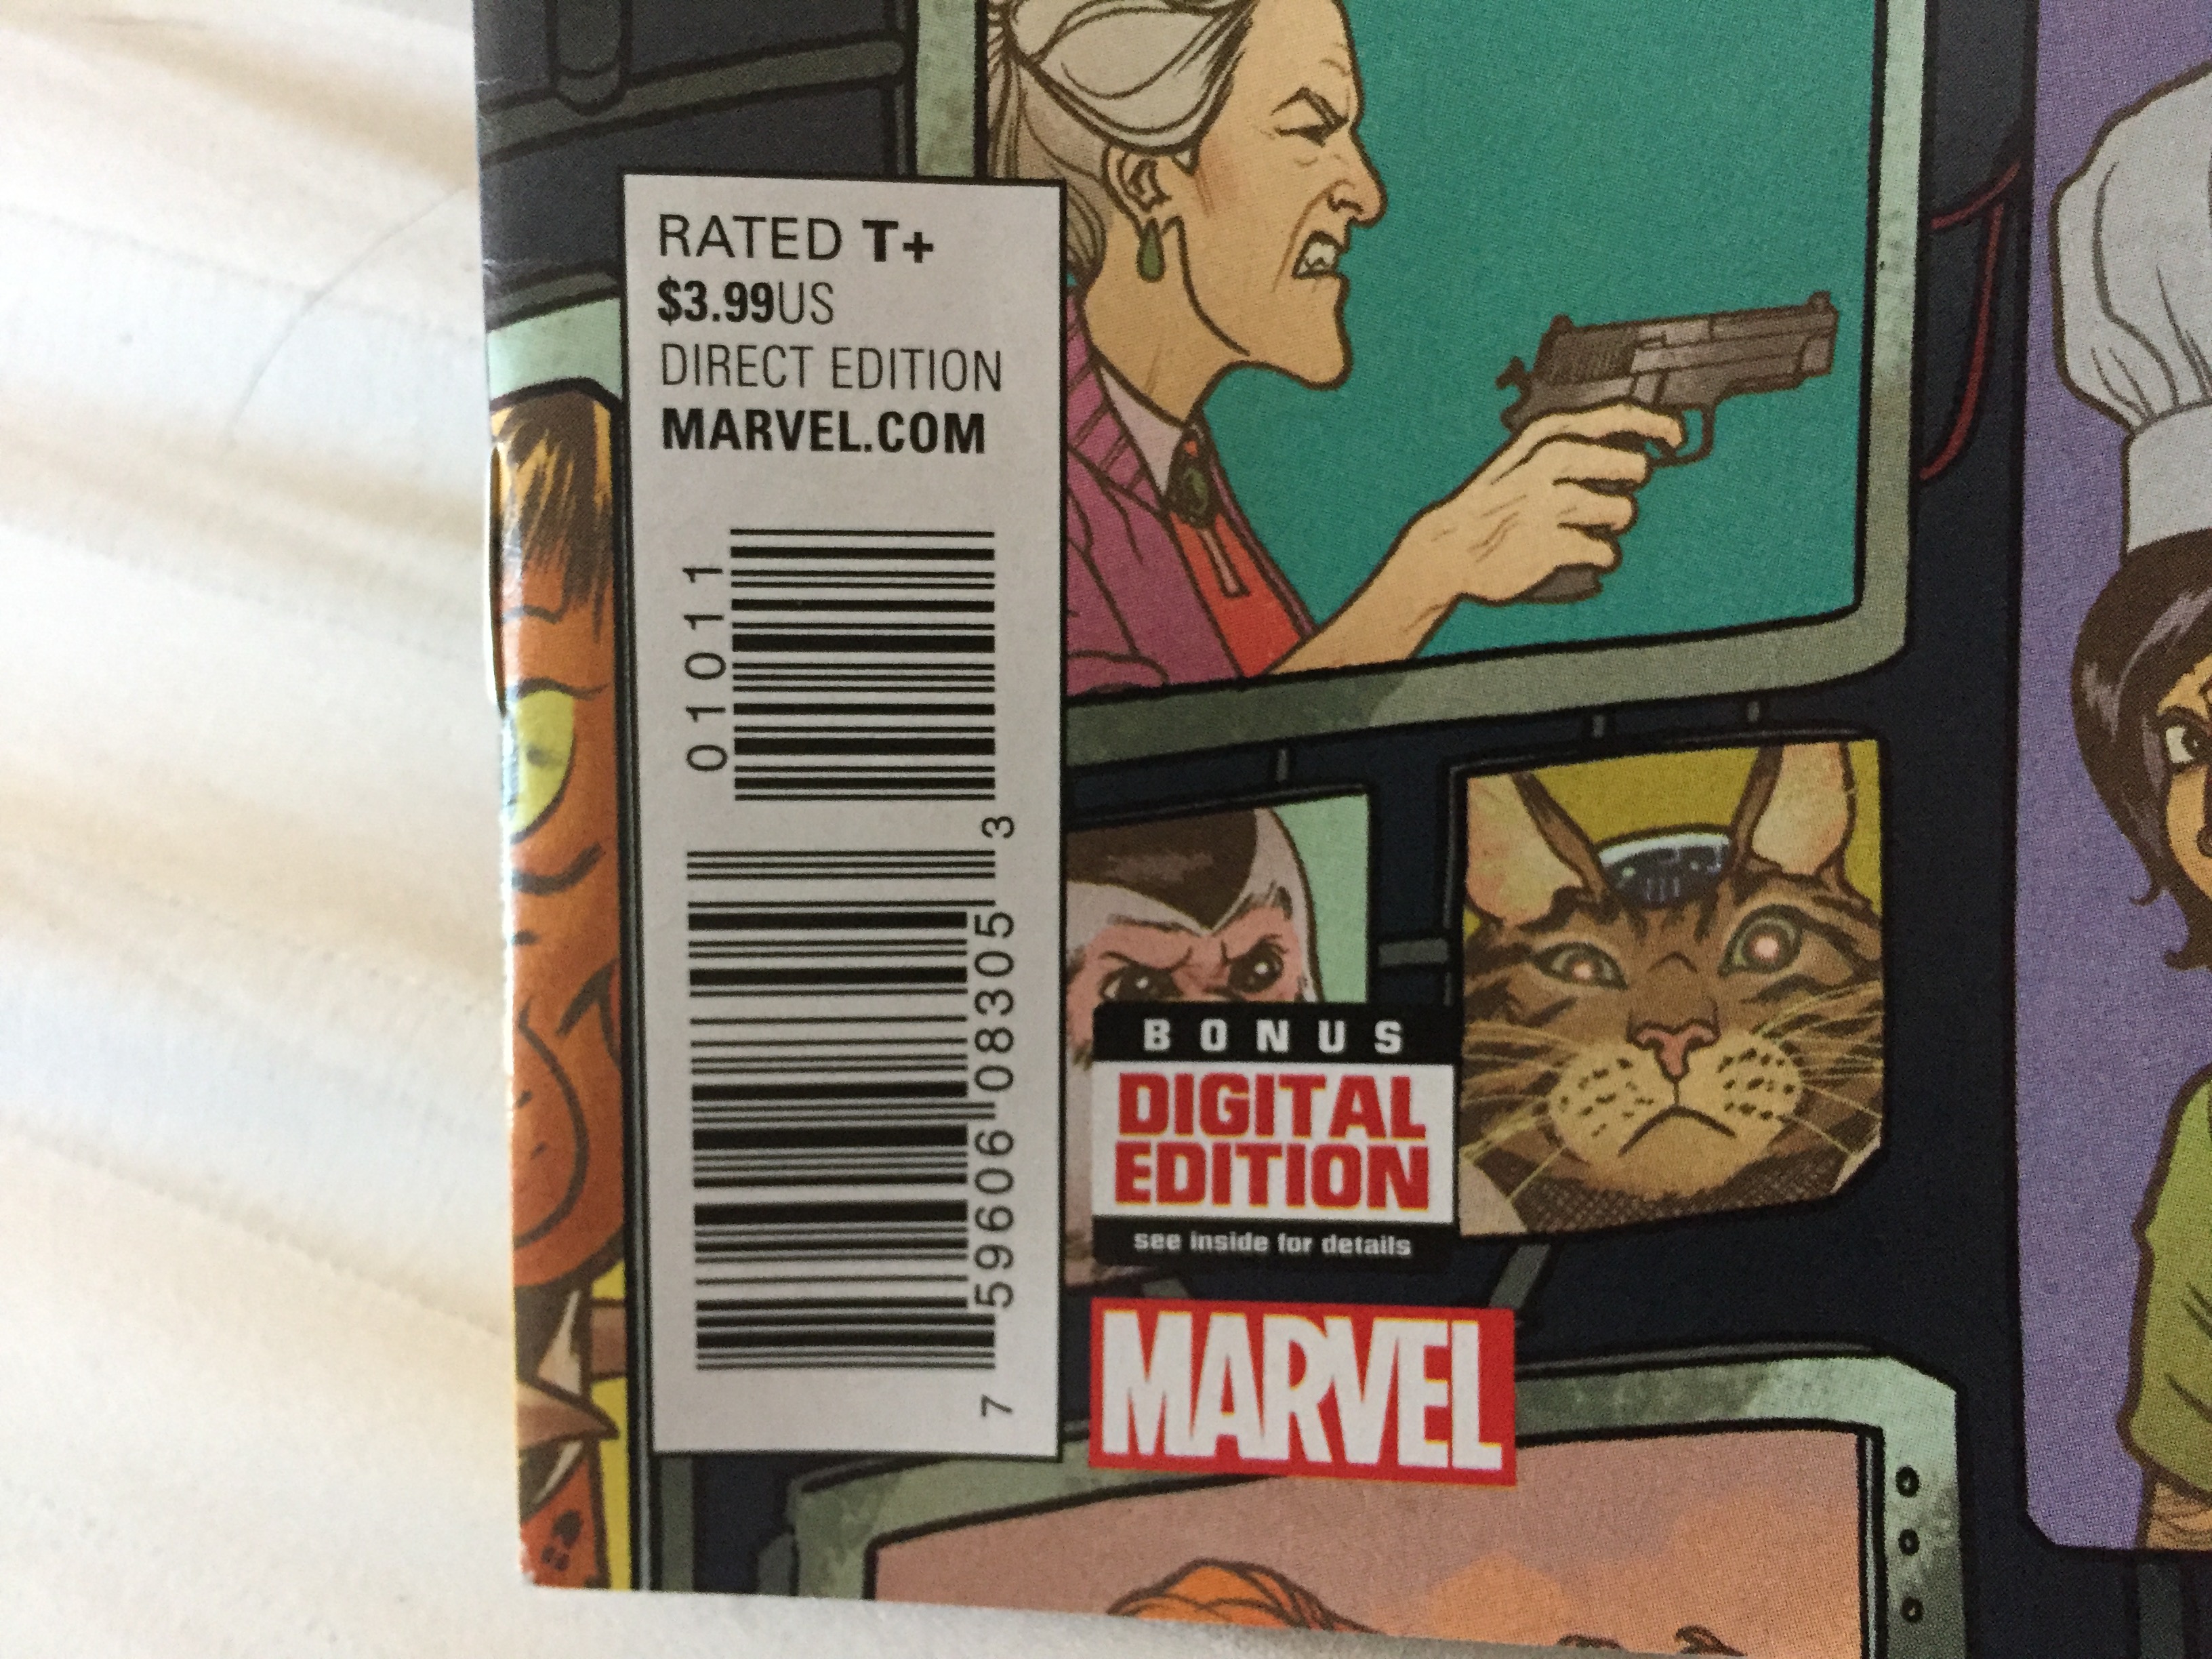 RATED T+
$3.99US
DIRECT EDITION
MARVEL.COM
01011
7 59606 08305 3
BONUS
DIGITAL
EDITION
see inside for details
MARVEL